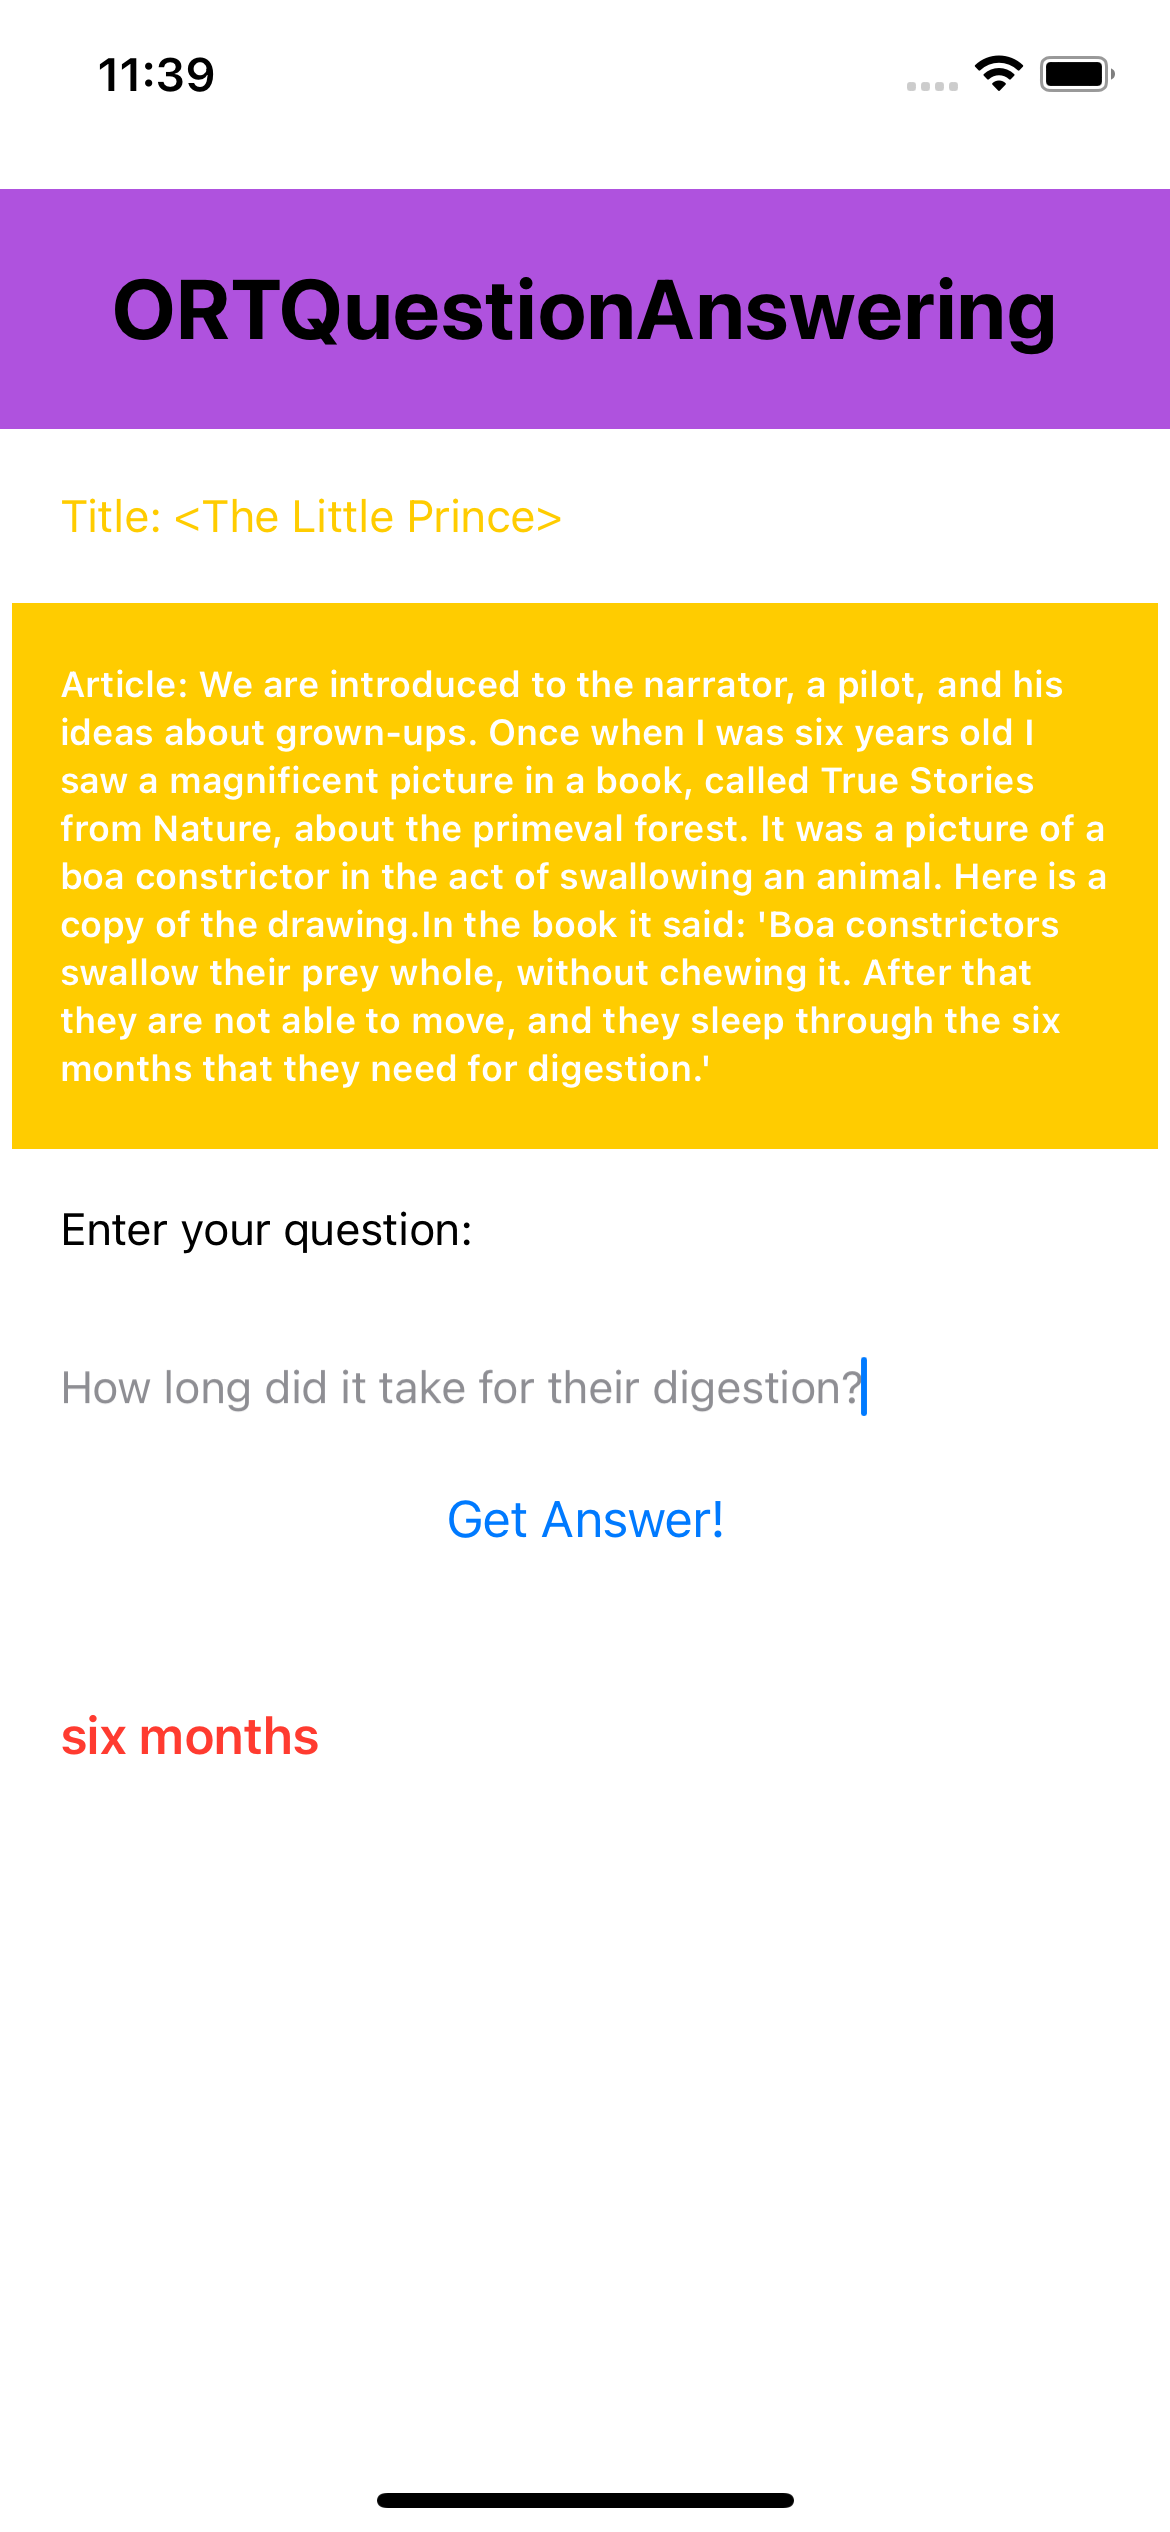 11:39
ORTQuestionAnswering
Title: <The Little Prince>
Article: We are introduced to the narrator, a pilot, and his
ideas about grown-ups. Once when I was six years old I
saw a magnificent picture in a book, called True Stories
from Nature, about the primeval forest. It was a picture of a
boa constrictor in the act of swallowing an animal. Here is a
copy of the drawing.In the book it said: 'Boa constrictors
swallow their prey whole, without chewing it. After that
they are not able to move, and they sleep through the six
months that they need for digestion.'
Enter your question:
How long did it take for their digestion?
Get Answer!
six months